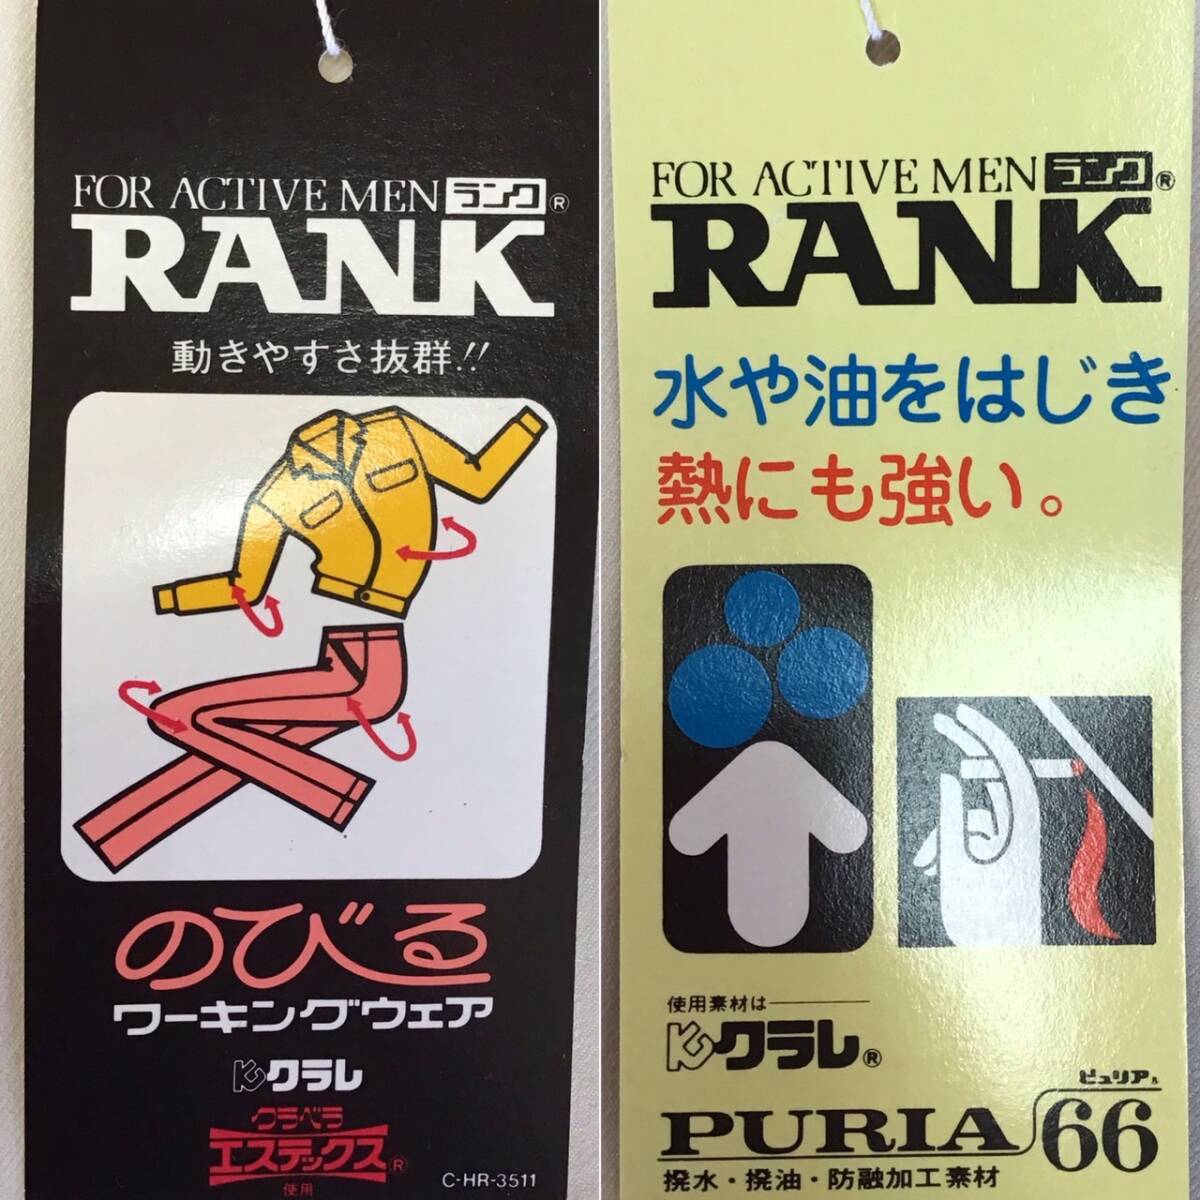 FOR ACTIVE MEN ランク®
RANK
動きやすさ抜群!!
のびる
ワーキングウェア
クラレ
クラベラ
エステックス®
使用
C-HR-3511
FOR ACTIVE MEN ランク®
RANK
水や油をはじき
熱にも強い。
使用素材は
クラレ®
ピュリア®
PURIA 66
撥水・撥油・防融加工素材